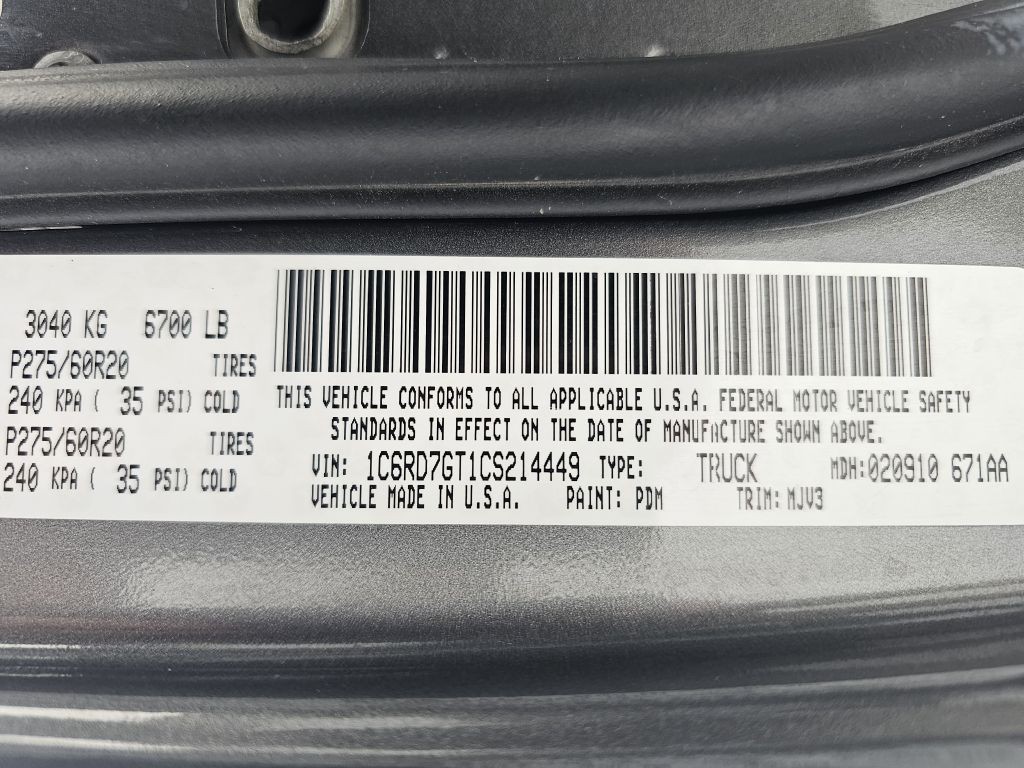 3040 KG 6700 LB
P275/60R20 TIRES
240 KPA ( 35 PSI) COLD
P275/60R20 TIRES
240 KPA ( 35 PSI) COLD
THIS VEHICLE CONFORMS TO ALL APPLICABLE U.S.A. FEDERAL MOTOR VEHICLE SAFETY
STANDARDS IN EFFECT ON THE DATE OF MANUFACTURE SHOWN ABOVE.
VIN: 1C6RD7GT1CS214449 TYPE: TRUCK MDH:020910 671AA
VEHICLE MADE IN U.S.A. PAINT: PDM TRIM: MJV3